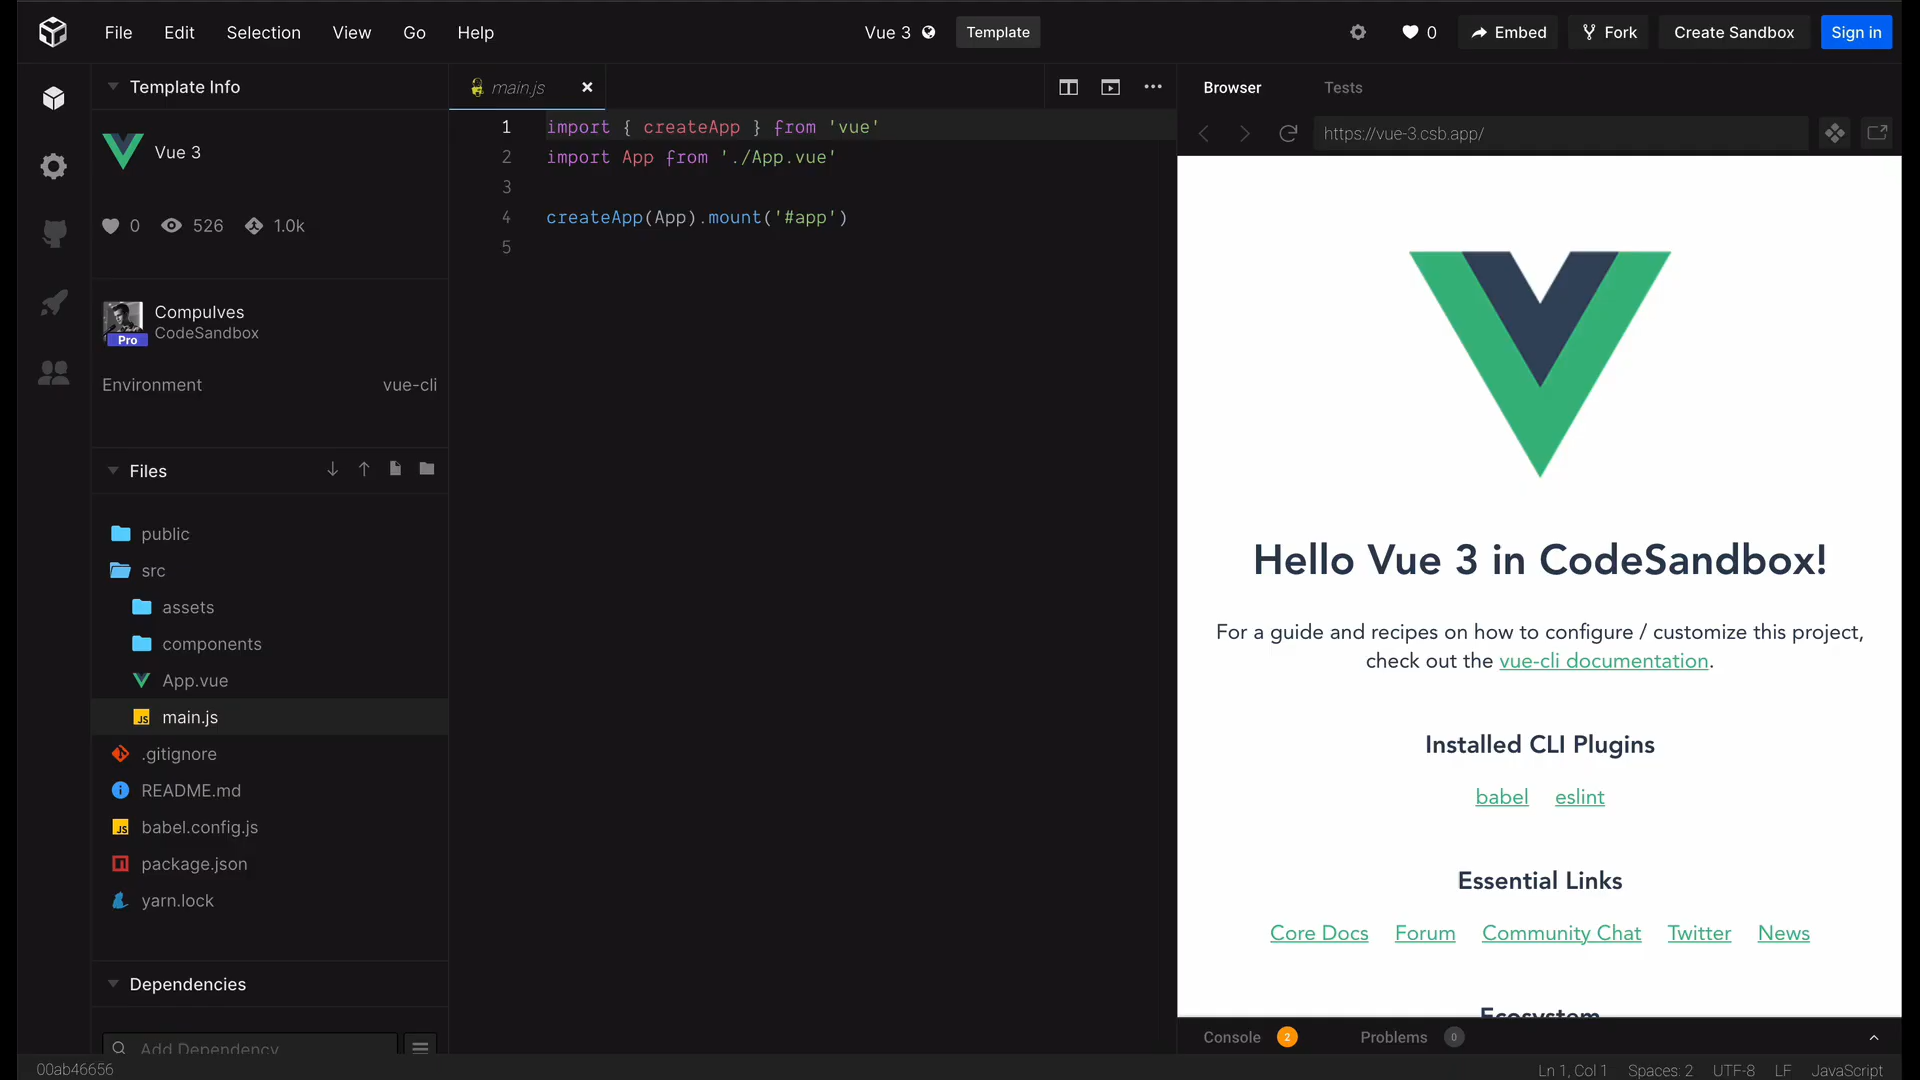 File Edit Selection View Go Help
Vue 3 Template
0 Embed Fork Create Sandbox Sign in
Template Info
Vue 3
0 526 1.0k
Compulves
CodeSandbox
Pro
Environment vue-cli
Files
public
src
assets
components
App.vue
main.js
.gitignore
README.md
babel.config.js
package.json
yarn.lock
Dependencies
Add Dependency
main.js
1 import { createApp } from 'vue'
2 import App from './App.vue'
3
4 createApp(App).mount('#app')
5
Browser Tests
https://vue-3.csb.app/
Hello Vue 3 in CodeSandbox!
For a guide and recipes on how to configure / customize this project,
check out the vue-cli documentation.
Installed CLI Plugins
babel eslint
Essential Links
Core Docs Forum Community Chat Twitter News
Ecosystem
Console 2 Problems 0
00ab46656
Ln 1, Col 1 Spaces: 2 UTF-8 LF JavaScript